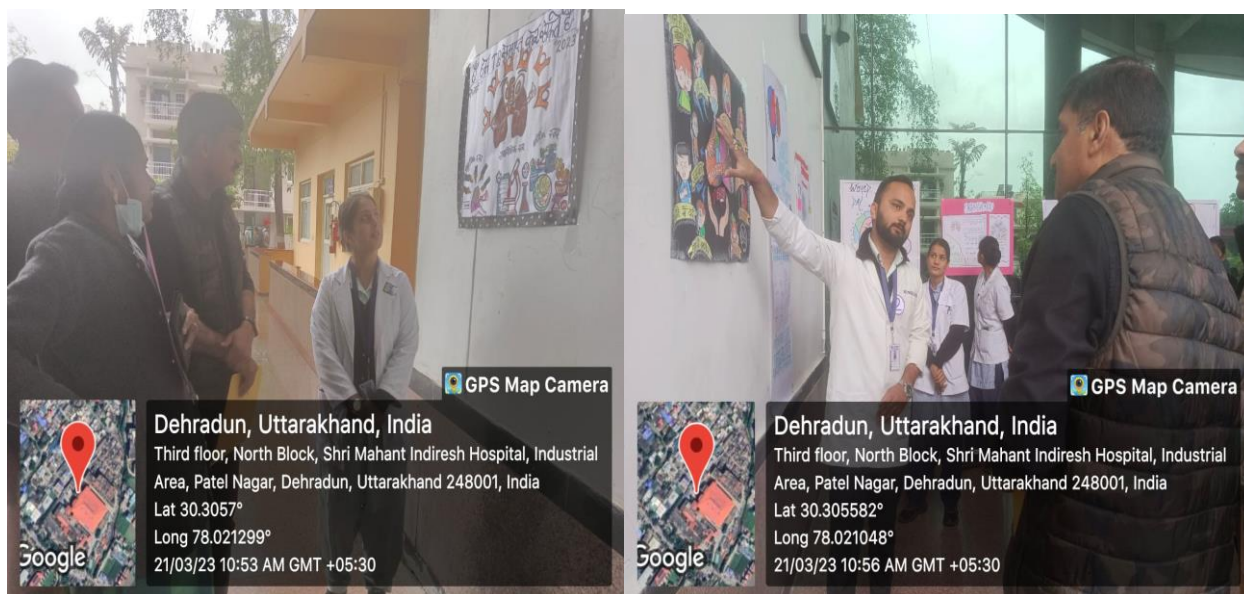 2023
GPS Map Camera
Google
Dehradun, Uttarakhand, India
Third floor, North Block, Shri Mahant Indiresh Hospital, Industrial
Area, Patel Nagar, Dehradun, Uttarakhand 248001, India
Lat 30.3057°
Long 78.021299°
21/03/23 10:53 AM GMT +05:30
GPS Map Camera
Google
Dehradun, Uttarakhand, India
Third floor, North Block, Shri Mahant Indiresh Hospital, Industrial
Area, Patel Nagar, Dehradun, Uttarakhand 248001, India
Lat 30.305582°
Long 78.021048°
21/03/23 10:56 AM GMT +05:30